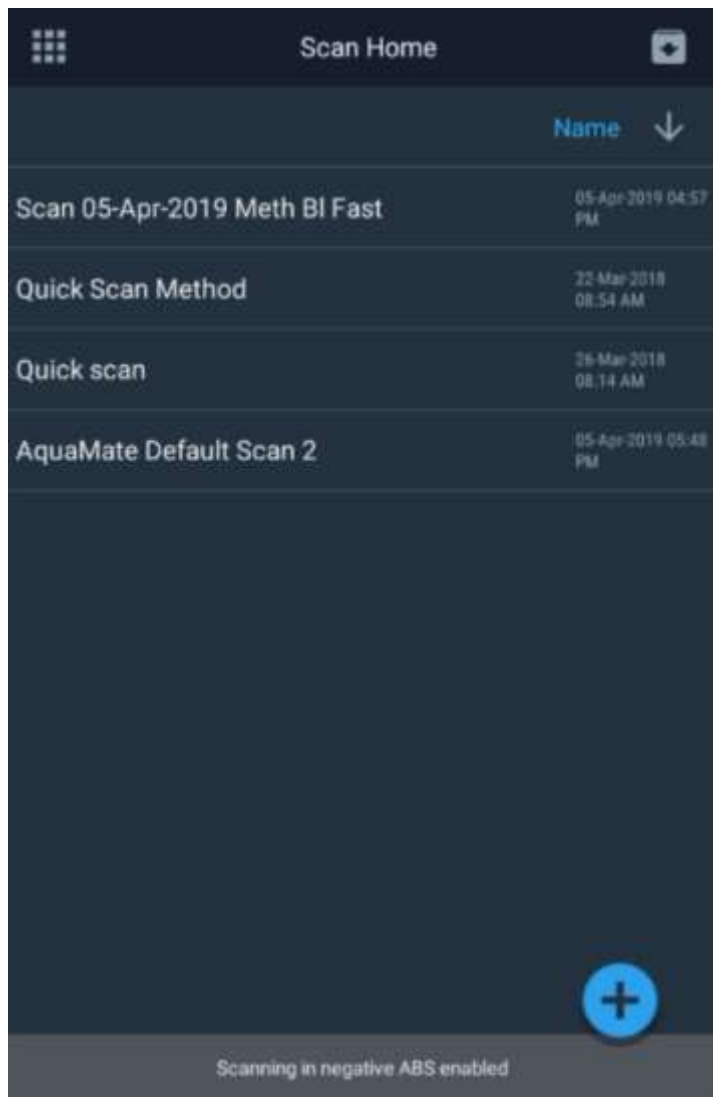 Scan Home
Name
Scan 05-Apr-2019 Meth Bl Fast
05-Apr-2019 04:57
PM
Quick Scan Method
22-Mar-2018
08:54 AM
Quick scan
26-Mar-2018
08:14 AM
AquaMate Default Scan 2
05-Apr-2019 05:48
PM
Scanning in negative ABS enabled